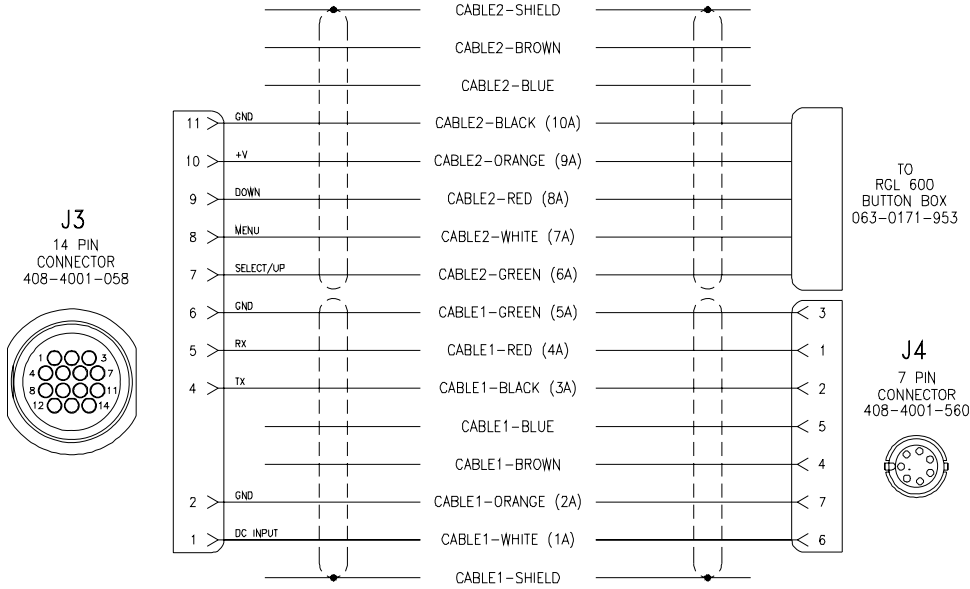 CABLE2-SHIELD
CABLE2-BROWN
CABLE2-BLUE
11 GND CABLE2-BLACK (10A)
10 +V CABLE2-ORANGE (9A)
9 DOWN CABLE2-RED (8A)
8 MENU CABLE2-WHITE (7A)
7 SELECT/UP CABLE2-GREEN (6A)
6 GND CABLE1-GREEN (5A) 3
5 RX CABLE1-RED (4A) 1
4 TX CABLE1-BLACK (3A) 2
CABLE1-BLUE 5
CABLE1-BROWN 4
2 GND CABLE1-ORANGE (2A) 7
1 DC INPUT CABLE1-WHITE (1A) 6
CABLE1-SHIELD
J3
14 PIN
CONNECTOR
408-4001-058
1 3
4 7
8 11
12 14
TO
RGL 600
BUTTON BOX
063-0171-953
J4
7 PIN
CONNECTOR
408-4001-560